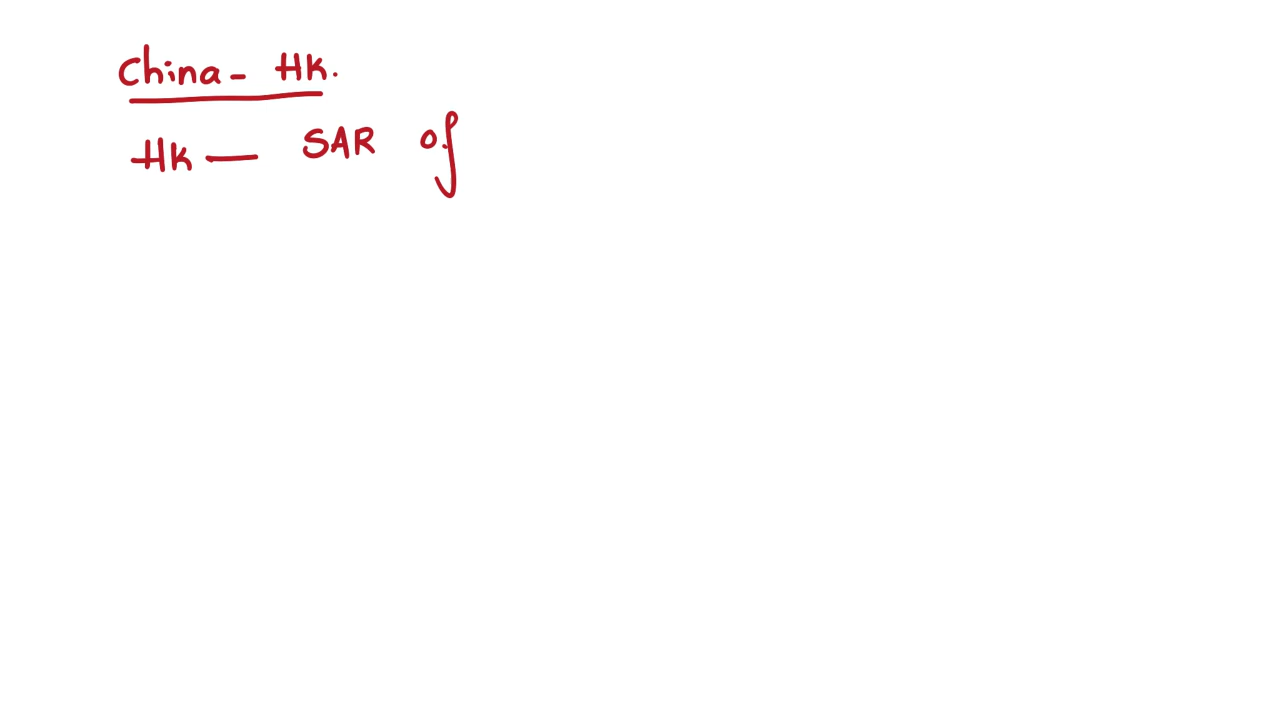 China - Hk.
Hk — SAR of